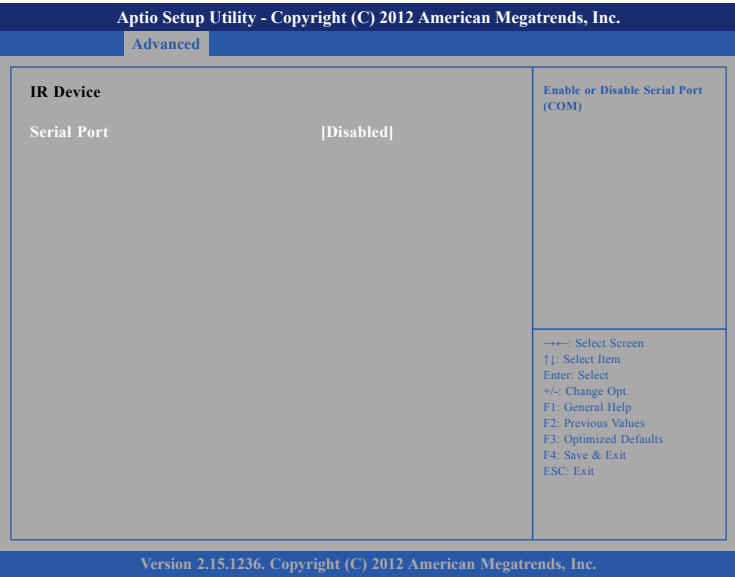 Aptio Setup Utility - Copyright (C) 2012 American Megatrends, Inc.
Advanced
IR Device
Serial Port [Disabled]
Enable or Disable Serial Port
(COM)
→←: Select Screen
↑↓: Select Item
Enter: Select
+/-: Change Opt.
F1: General Help
F2: Previous Values
F3: Optimized Defaults
F4: Save & Exit
ESC: Exit
Version 2.15.1236. Copyright (C) 2012 American Megatrends, Inc.